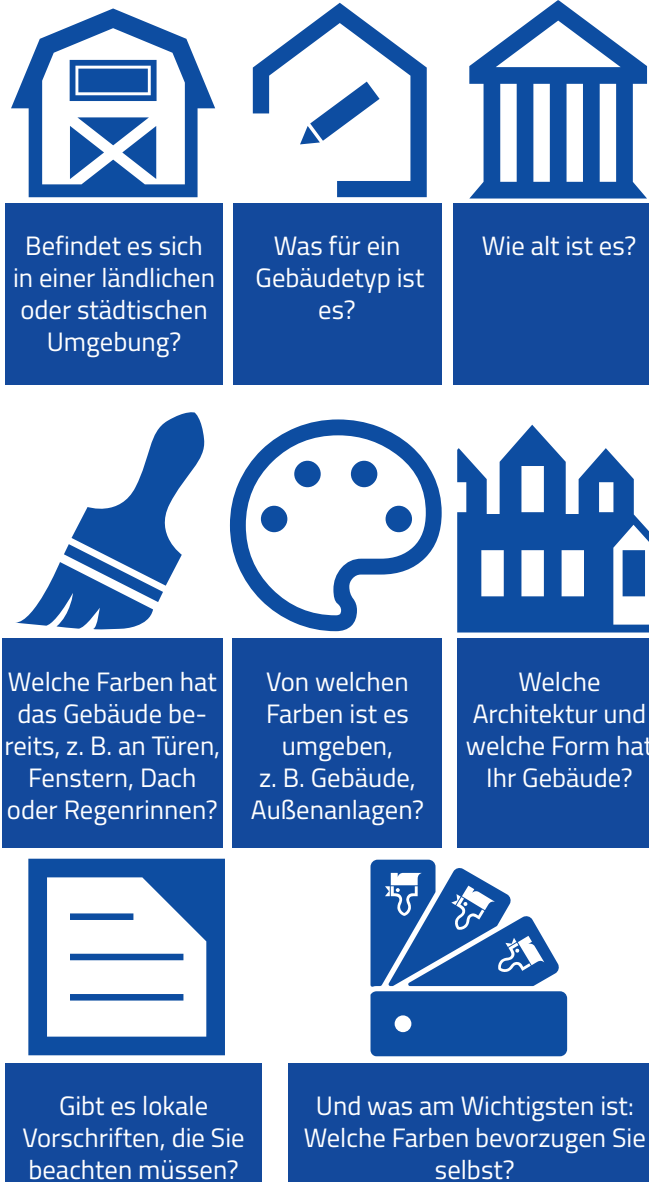 Befindet es sich
in einer ländlichen
oder städtischen
Umgebung?
Was für ein
Gebäudetyp ist
es?
Wie alt ist es?
Welche Farben hat
das Gebäude be-
reits, z. B. an Türen,
Fenstern, Dach
oder Regenrinnen?
Von welchen
Farben ist es
umgeben,
z. B. Gebäude,
Außenanlagen?
Welche
Architektur und
welche Form hat
Ihr Gebäude?
Gibt es lokale
Vorschriften, die Sie
beachten müssen?
Und was am Wichtigsten ist:
Welche Farben bevorzugen Sie
selbst?